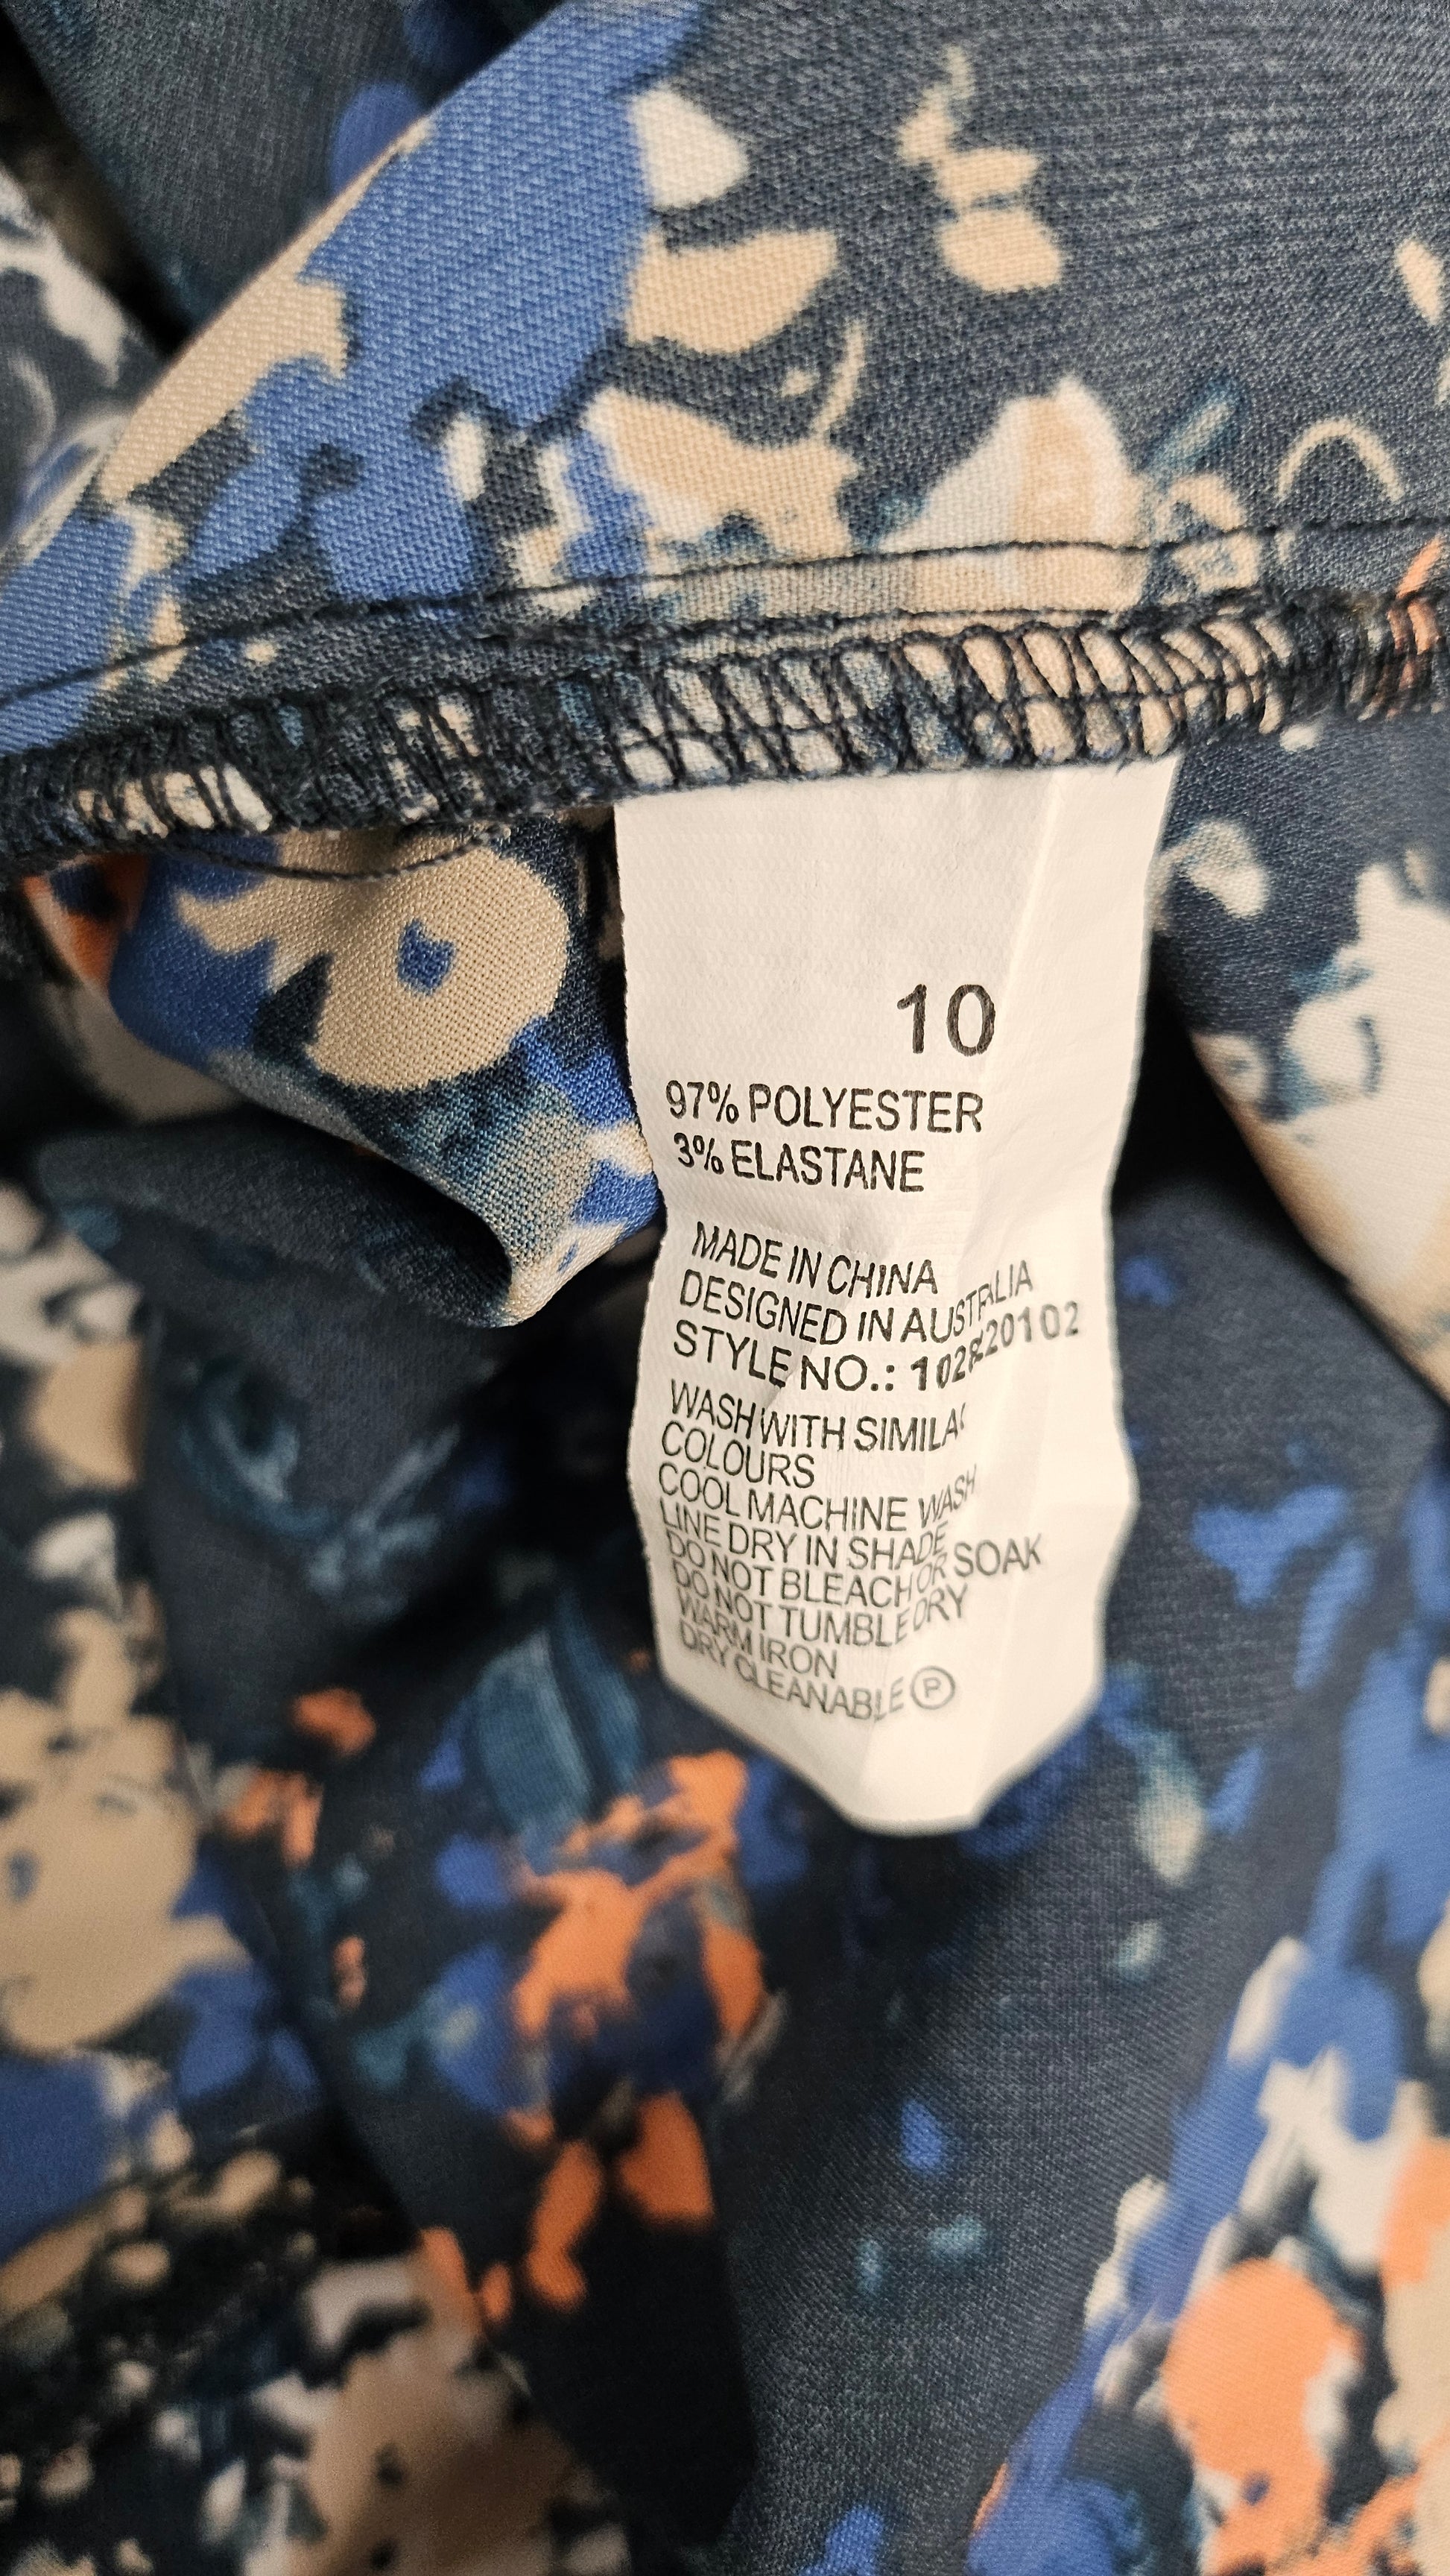 10
97% POLYESTER
3% ELASTANE
MADE IN CHINA
DESIGNED IN AUSTRALIA
STYLE NO.:
WASH WITH SIMILAR
COLOURS
COOL MACHINE WASH
LINE DRY IN SHADE
DO NOT BLEACH OR SOAK
DO NOT TUMBLE DRY
WARM IRON
DRY CLEANABLE Ⓟ